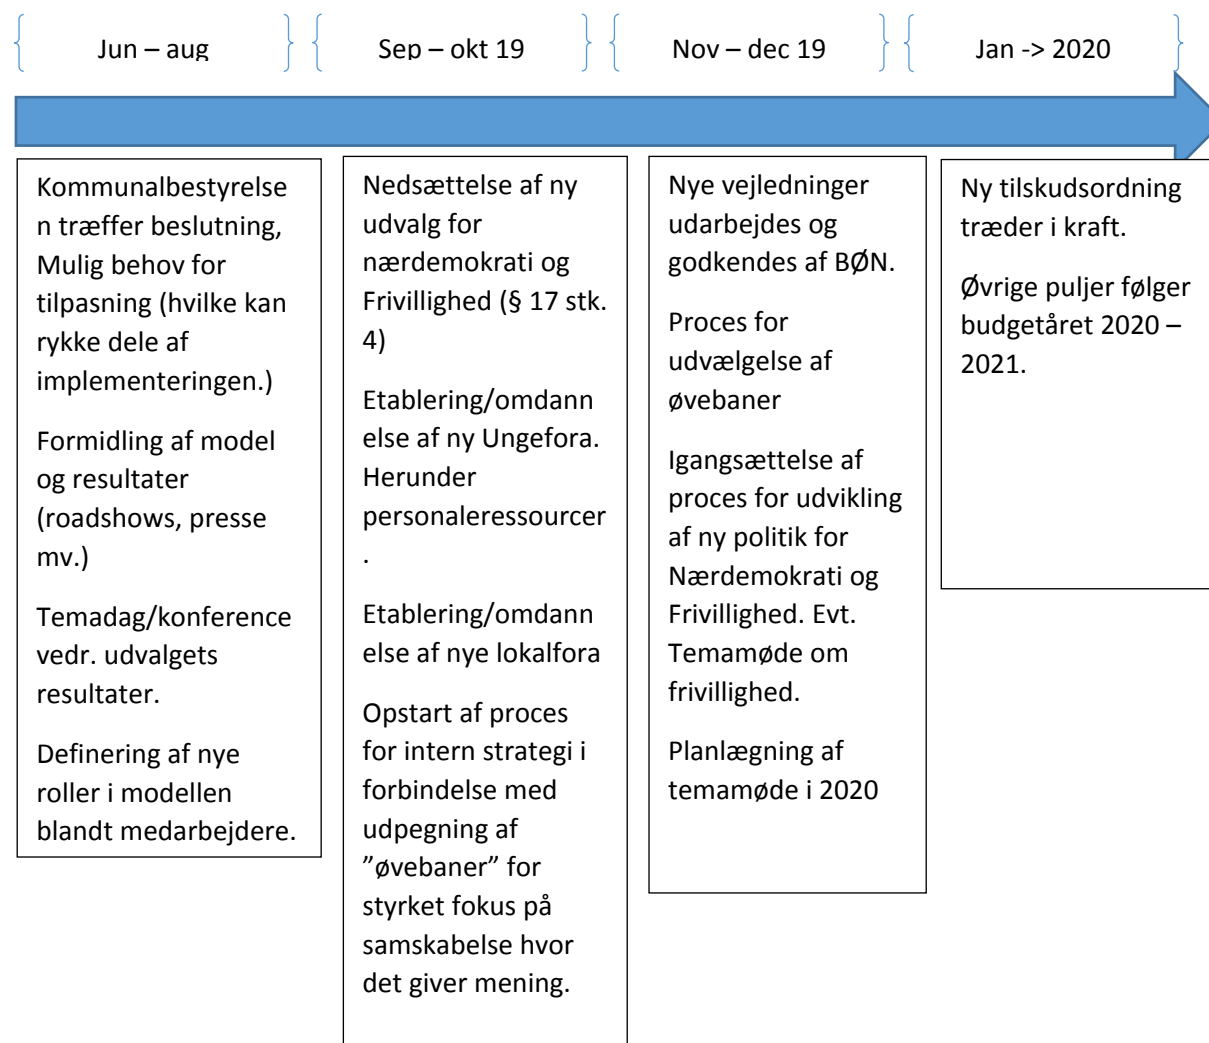 Jun – aug
Sep – okt 19
Nov – dec 19
Jan -> 2020
Kommunalbestyrelse
n træffer beslutning,
Mulig behov for
tilpasning (hvilke kan
rykke dele af
implementeringen.)
Formidling af model
og resultater
(roadshows, presse
mv.)
Temadag/konference
vedr. udvalgets
resultater.
Definering af nye
roller i modellen
blandt medarbejdere.
Nedsættelse af ny
udvalg for
nærdemokrati og
Frivillighed (§ 17 stk.
4)
Etablering/omdann
else af ny Ungefora.
Herunder
personaleressourcer
.
Etablering/omdann
else af nye lokalfora
Opstart af proces
for intern strategi i
forbindelse med
udpegning af
”øvebaner” for
styrket fokus på
samskabelse hvor
det giver mening.
Nye vejledninger
udarbejdes og
godkendes af BØN.
Proces for
udvælgelse af
øvebaner
Igangsættelse af
proces for udvikling
af ny politik for
Nærdemokrati og
Frivillighed. Evt.
Temamøde om
frivillighed.
Planlægning af
temamøde i 2020
Ny tilskudsordning
træder i kraft.
Øvrige puljer følger
budgetåret 2020 –
2021.